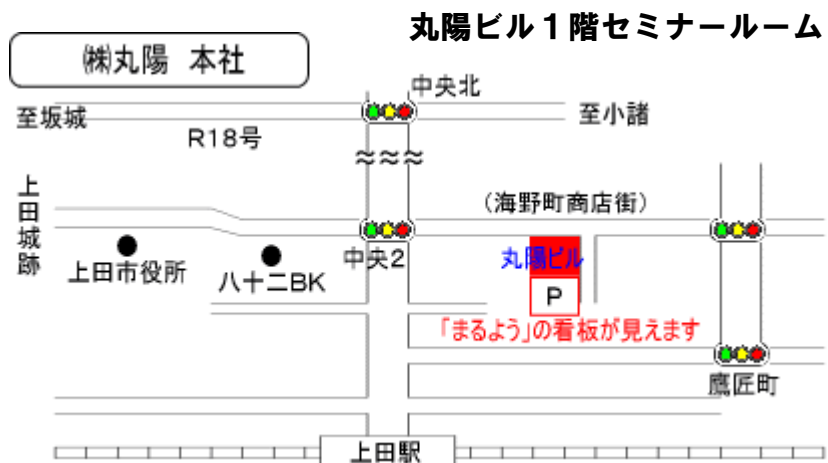 丸陽ビル１階セミナールーム
㈱丸陽 本社
中央北
至坂城
至小諸
R18号
上田城跡
（海野町商店街）
中央2
丸陽ビル
上田市役所
八十二BK
P
「まるよう」の看板が見えます
鷹匠町
上田駅